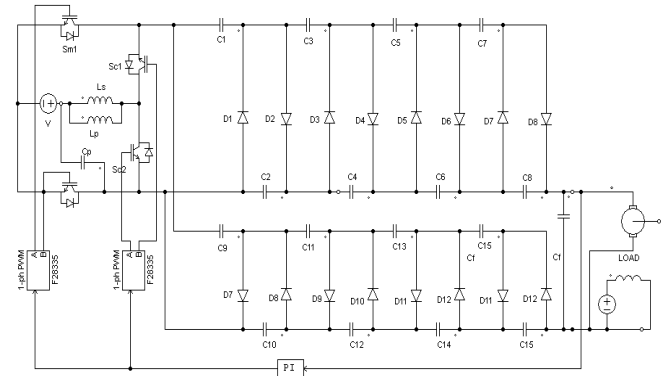 Sm1
C1
C3
C5
C7
Sc1
Ls
V
Lp
D1
D2
D3
D4
D5
D6
D7
D8
Cp
Sc2
C2
C4
C6
C8
Cf
LOAD
C9
C11
C13
Cf
C15
D7
D8
D9
D10
D11
D12
D11
D12
C10
C12
C14
C15
1-ph PWM
A
B
F28335
1-ph PWM
A
B
F28335
PI